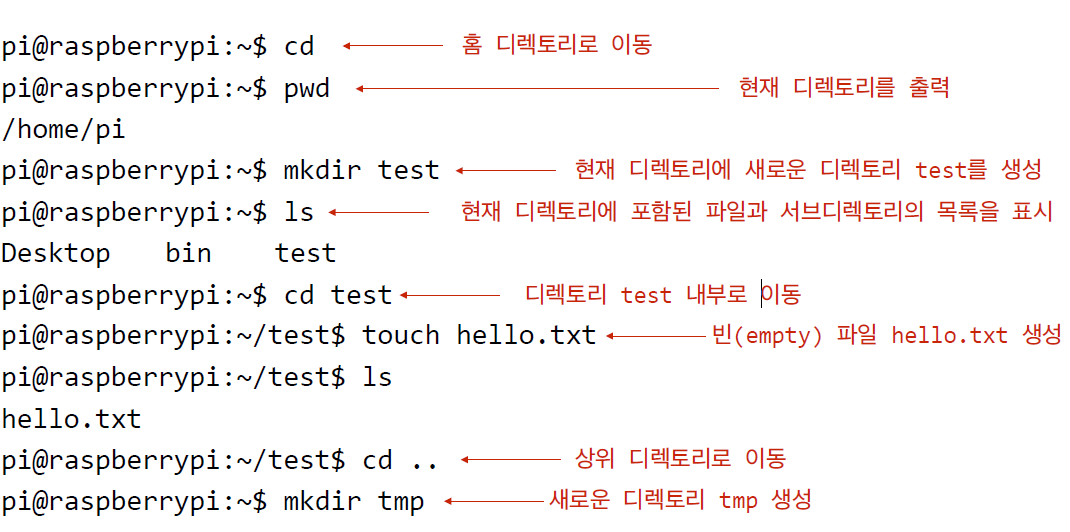 pi@raspberrypi:~$ cd 홈 디렉토리로 이동
pi@raspberrypi:~$ pwd 현재 디렉토리를 출력
/home/pi
pi@raspberrypi:~$ mkdir test 현재 디렉토리에 새로운 디렉토리 test를 생성
pi@raspberrypi:~$ ls 현재 디렉토리에 포함된 파일과 서브디렉토리의 목록을 표시
Desktop bin test
pi@raspberrypi:~$ cd test 디렉토리 test 내부로 이동
pi@raspberrypi:~/test$ touch hello.txt 빈(empty) 파일 hello.txt 생성
pi@raspberrypi:~/test$ ls
hello.txt
pi@raspberrypi:~/test$ cd .. 상위 디렉토리로 이동
pi@raspberrypi:~$ mkdir tmp 새로운 디렉토리 tmp 생성